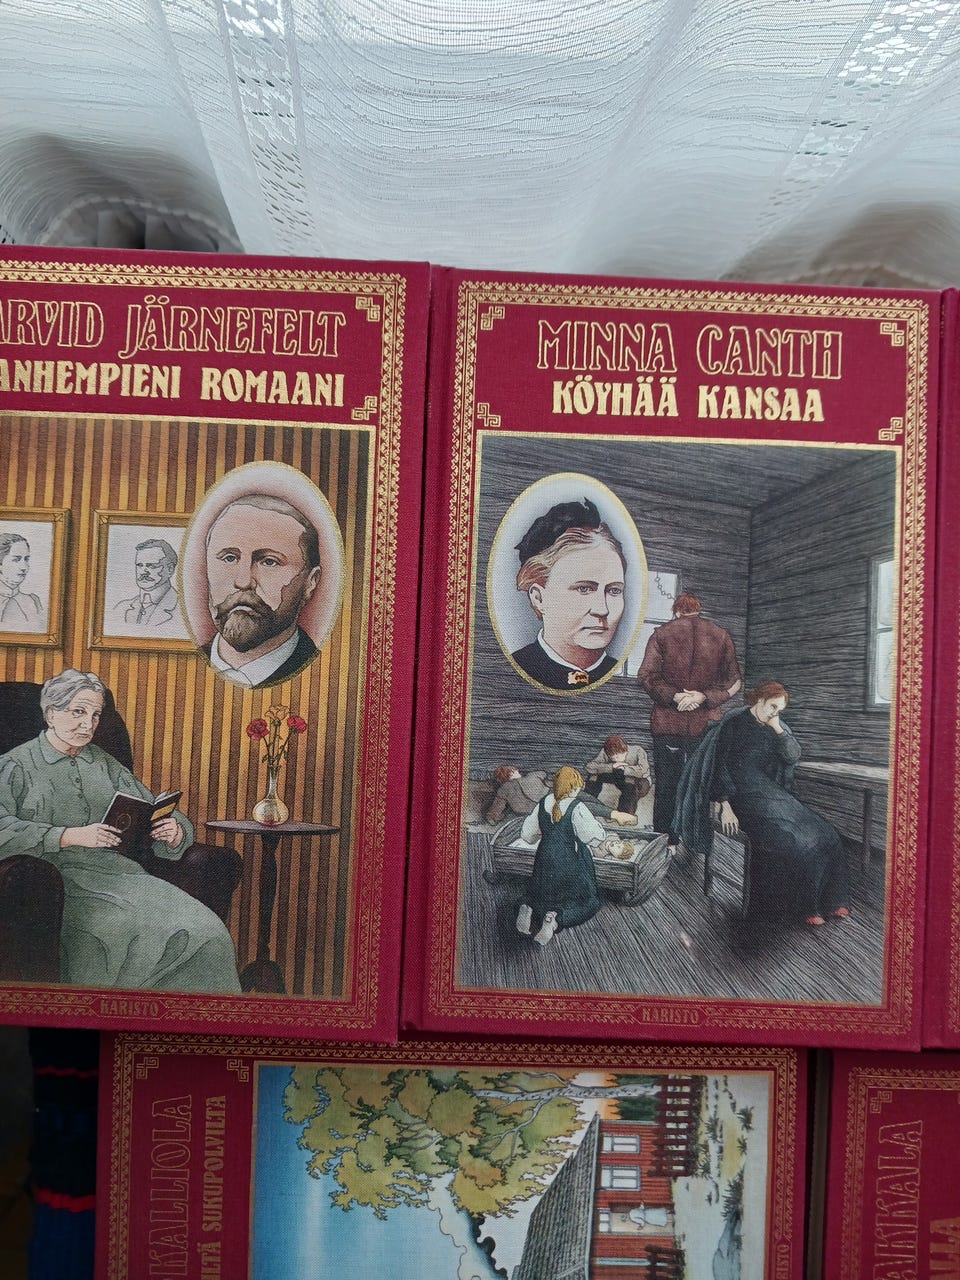 ARVID JÄRNEFELT
ANHEMPIENI ROMAANI
KARISTO
MINNA CANTH
KÖYHÄÄ KANSAA
KARISTO
KALLIOLA
SUKUPOLVILTA